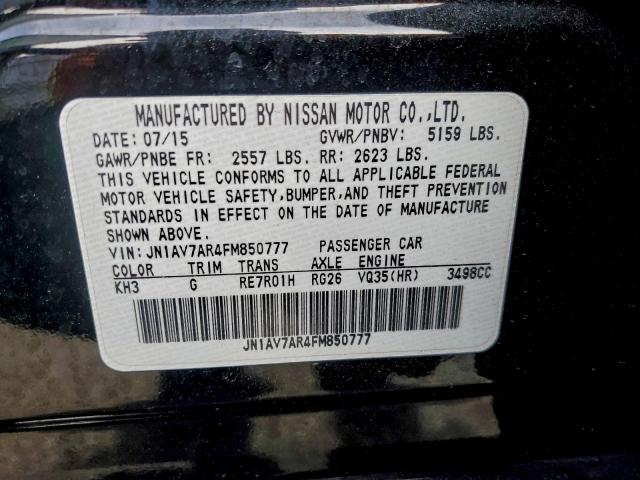 MANUFACTURED BY NISSAN MOTOR CO.,LTD.
DATE: 07/15 GVWR/PNBV: 5159 LBS.
GAWR/PNBE FR: 2557 LBS. RR: 2623 LBS.
THIS VEHICLE CONFORMS TO ALL APPLICABLE FEDERAL
MOTOR VEHICLE SAFETY,BUMPER,AND THEFT PREVENTION
STANDARDS IN EFFECT ON THE DATE OF MANUFACTURE
SHOWN ABOVE.
VIN: JN1AV7AR4FM850777 PASSENGER CAR
COLOR TRIM TRANS AXLE ENGINE
KH3 G RE7R01H RG26 VQ35(HR) 3498CC
JN1AV7AR4FM850777